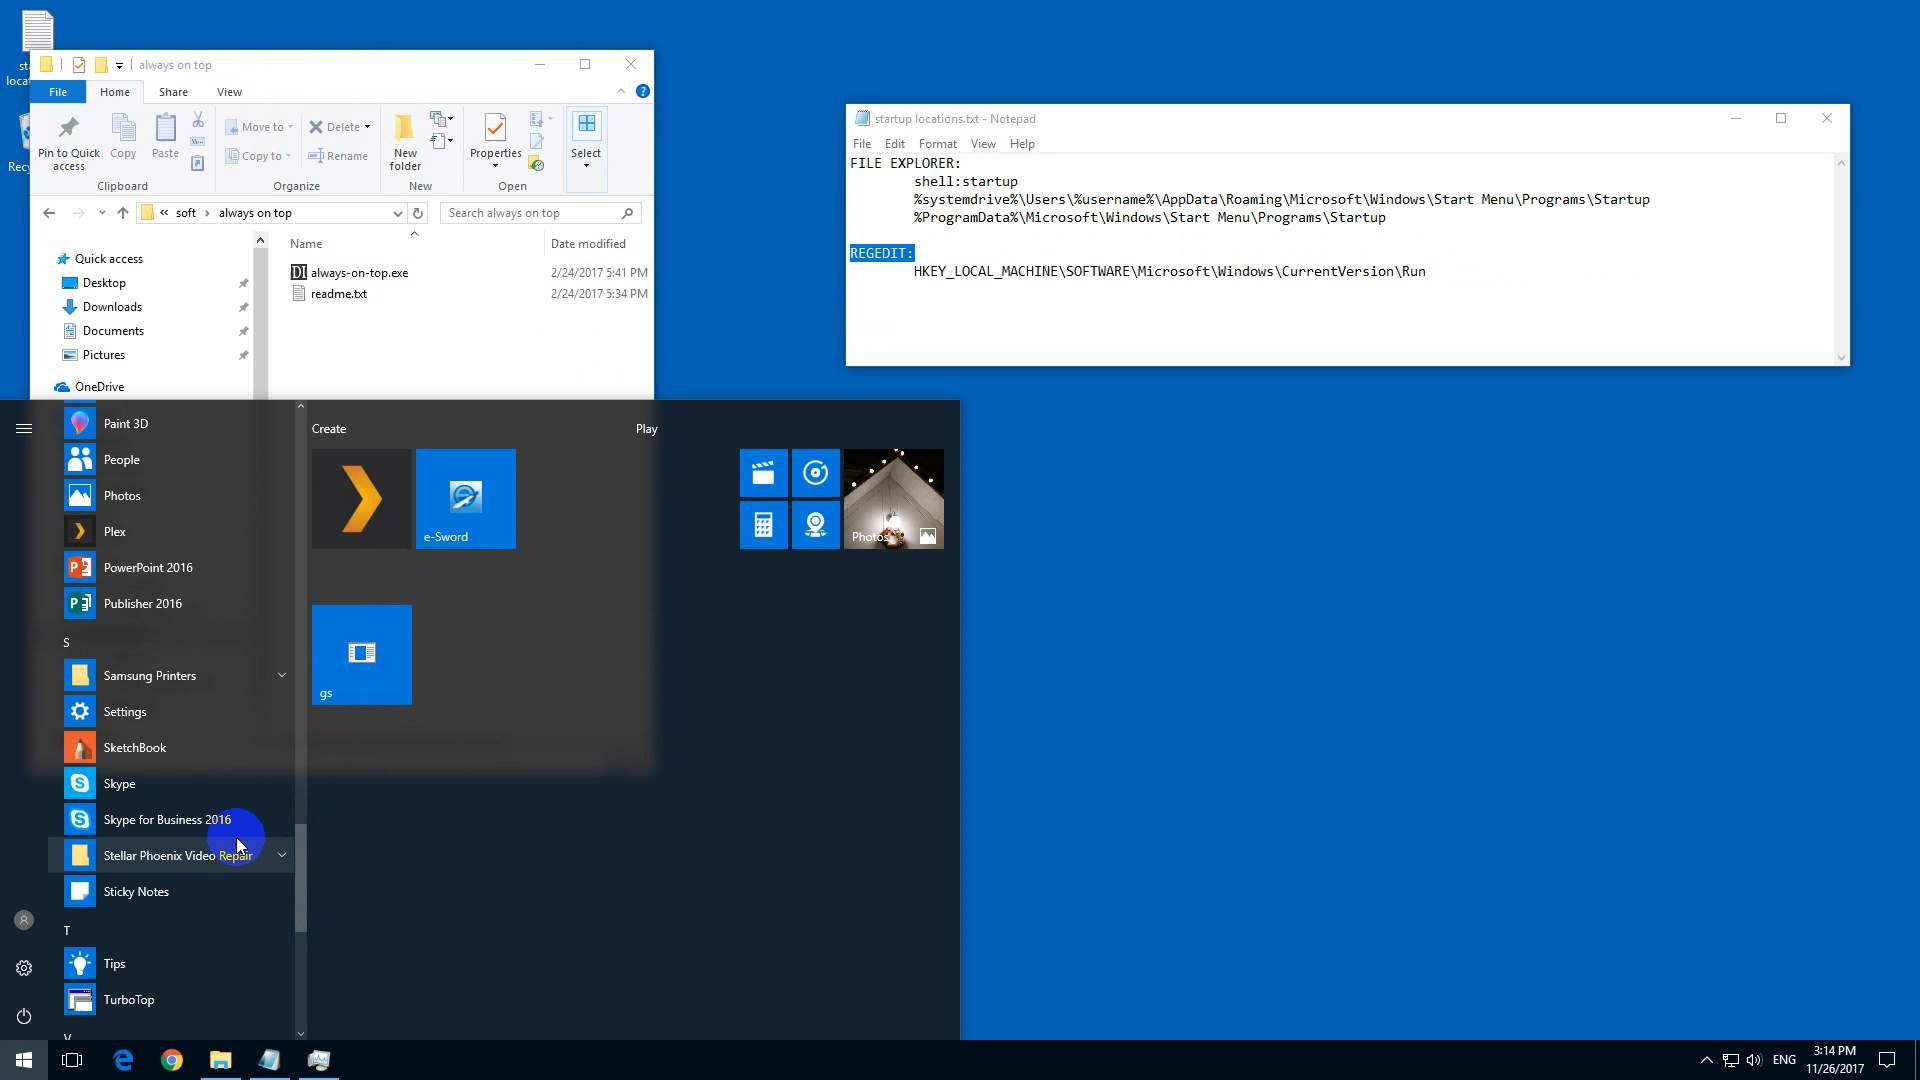 always on top
File
Home
Share
View
Pin to Quick access
Copy
Paste
Clipboard
Move to
Copy to
Delete
Rename
Organize
New folder
New
Properties
Open
Select
« soft > always on top
Search always on top
Name
Date modified
Quick access
Desktop
Downloads
Documents
Pictures
OneDrive
always-on-top.exe
2/24/2017 5:41 PM
readme.txt
2/24/2017 5:34 PM
startup locations.txt - Notepad
File Edit Format View Help
FILE EXPLORER:
shell:startup
%systemdrive%\Users\%username%\AppData\Roaming\Microsoft\Windows\Start Menu\Programs\Startup
%ProgramData%\Microsoft\Windows\Start Menu\Programs\Startup
REGEDIT:
HKEY_LOCAL_MACHINE\SOFTWARE\Microsoft\Windows\CurrentVersion\Run
Paint 3D
People
Photos
Plex
PowerPoint 2016
Publisher 2016
S
Samsung Printers
Settings
SketchBook
Skype
Skype for Business 2016
Stellar Phoenix Video Repair
Sticky Notes
T
Tips
TurboTop
V
Create
Play
e-Sword
Photos
gs
ENG
3:14 PM
11/26/2017